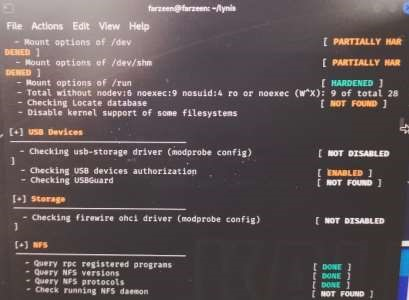 farzeen@farzeen: ~/lynis
File Actions Edit View Help
- Mount options of /dev [ PARTIALLY HAR
DENED ]
- Mount options of /dev/shm [ PARTIALLY HAR
DENED ]
- Mount options of /run [ HARDENED ]
- Total without nodev:6 noexec:9 nosuid:4 ro or noexec (W^X): 9 of total 28
- Checking Locate database [ NOT FOUND ]
- Disable kernel support of some filesystems
[+] USB Devices
- Checking usb-storage driver (modprobe config) [ NOT DISABLED
]
- Checking USB devices authorization [ ENABLED ]
- Checking USBGuard [ NOT FOUND ]
[+] Storage
- Checking firewire ohci driver (modprobe config) [ NOT DISABLED
]
[+] NFS
- Query rpc registered programs [ DONE ]
- Query NFS versions [ DONE ]
- Query NFS protocols [ DONE ]
- Check running NFS daemon [ NOT FOUND ]